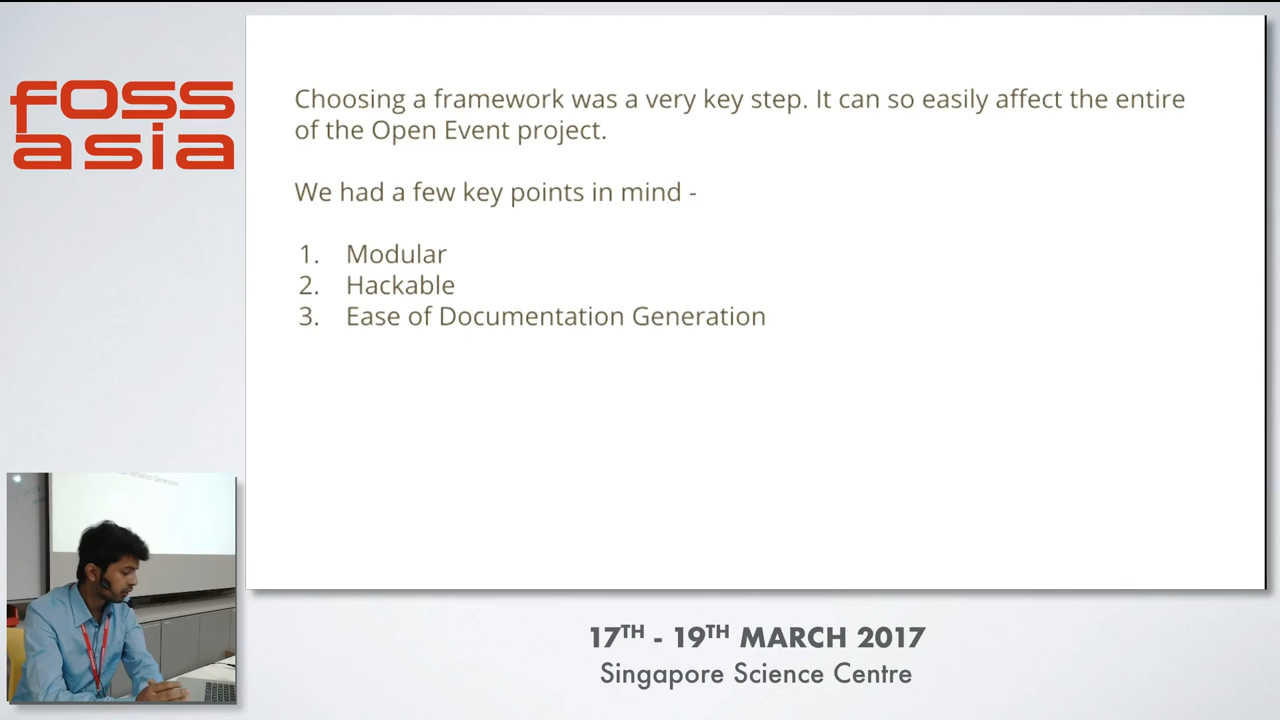 foss
asia
Choosing a framework was a very key step. It can so easily affect the entire
of the Open Event project.
We had a few key points in mind -
1. Modular
2. Hackable
3. Ease of Documentation Generation
17TH - 19TH MARCH 2017
Singapore Science Centre